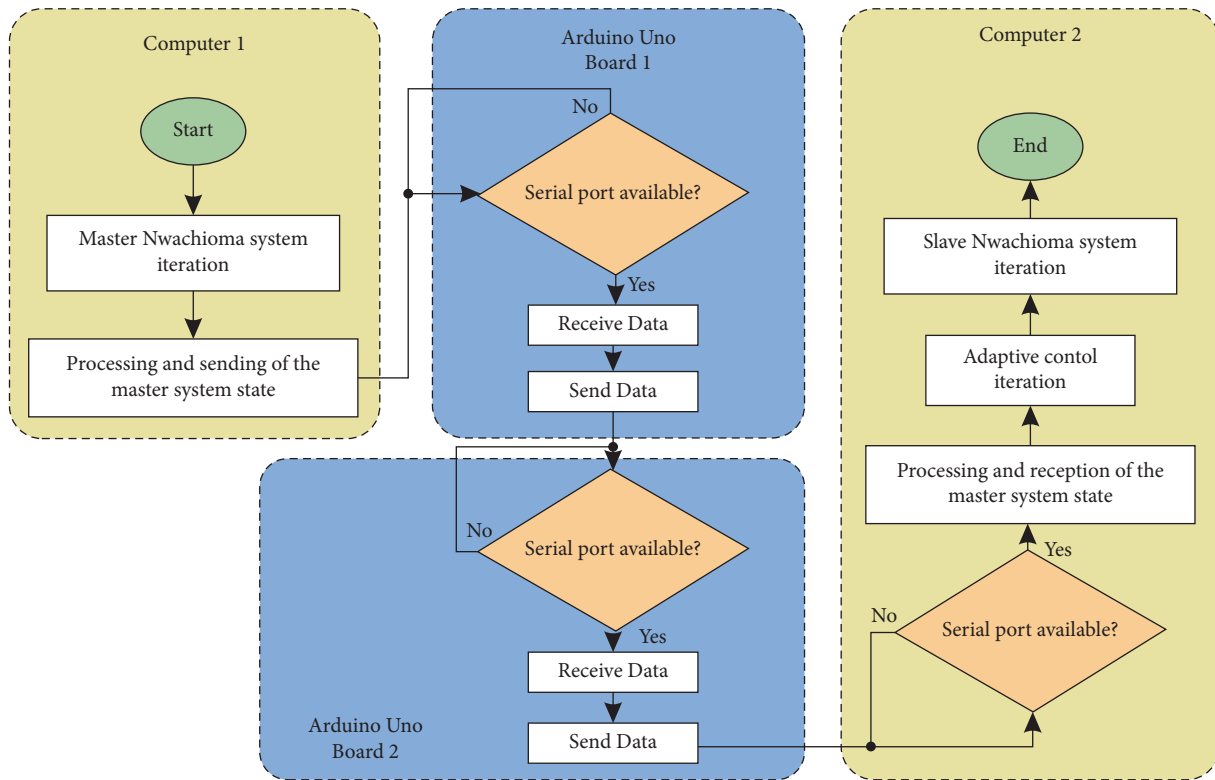 Computer 1
Start
Master Nwachioma system
iteration
Processing and sending of the
master system state
Arduino Uno
Board 1
No
Serial port available?
Yes
Receive Data
Send Data
No
Serial port available?
Yes
Receive Data
Send Data
Arduino Uno
Board 2
Computer 2
End
Slave Nwachioma system
iteration
Adaptive contol
iteration
Processing and reception of the
master system state
Yes
No
Serial port available?